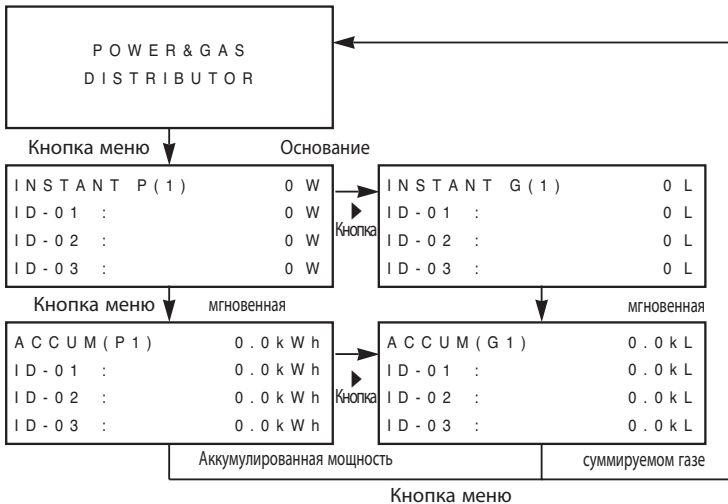 POWER&GAS
DISTRIBUTOR
Кнопка меню
Основание
INSTANT P(1) 0 W
ID-01 : 0 W
ID-02 : 0 W
ID-03 : 0 W
Кнопка
INSTANT G(1) 0 L
ID-01 : 0 L
ID-02 : 0 L
ID-03 : 0 L
Кнопка меню
мгновенная
мгновенная
ACCUM(P1) 0.0kWh
ID-01 : 0.0kWh
ID-02 : 0.0kWh
ID-03 : 0.0kWh
Кнопка
ACCUM(G1) 0.0kL
ID-01 : 0.0kL
ID-02 : 0.0kL
ID-03 : 0.0kL
Аккумулированная мощность
суммируемом газе
Кнопка меню